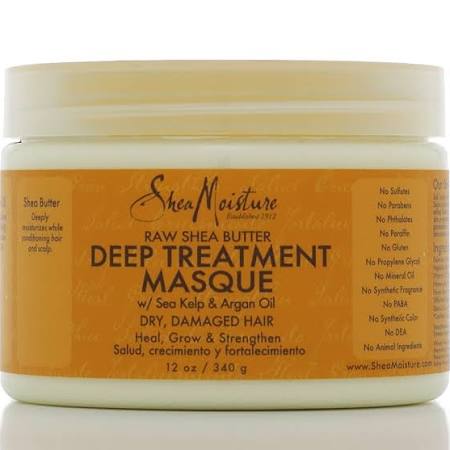 Shea Butter
Deeply
moisturizes while
conditioning hair
and scalp.
SheaMoisture
Established 1912
RAW SHEA BUTTER
DEEP TREATMENT
MASQUE
w/ Sea Kelp & Argan Oil
DRY, DAMAGED HAIR
Heal, Grow & Strengthen
Salud, crecimiento y fortalecimiento
12 oz / 340 g
No Sulfates
No Parabens
No Phthalates
No Paraffin
No Gluten
No Propylene Glycol
No Mineral Oil
No Synthetic Fragrance
No PABA
No Synthetic Color
No DEA
No Animal Ingredients
www.SheaMoisture